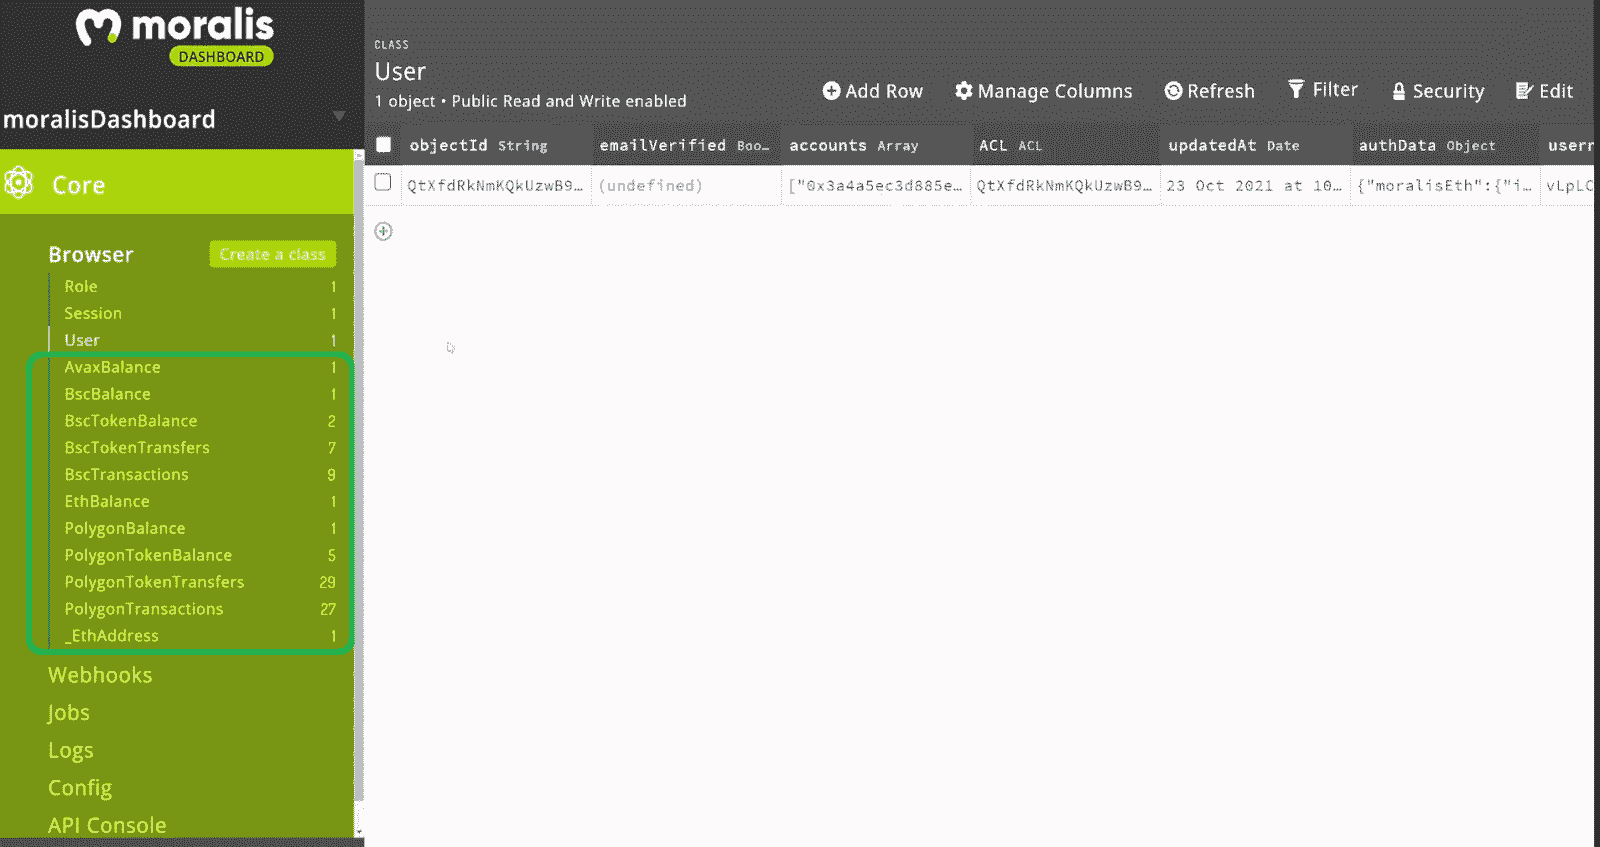 moralis
DASHBOARD
moralisDashboard
Core
Browser Create a class
Role 1
Session 1
User 1
AvaxBalance 1
BscBalance 1
BscTokenBalance 2
BscTokenTransfers 7
BscTransactions 9
EthBalance 1
PolygonBalance 1
PolygonTokenBalance 5
PolygonTokenTransfers 29
PolygonTransactions 27
_EthAddress 1
Webhooks
Jobs
Logs
Config
API Console
CLASS
User
1 object • Public Read and Write enabled
Add Row Manage Columns Refresh Filter Security Edit
objectId String emailVerified Boo… accounts Array ACL ACL updatedAt Date authData Object usern
QtXfdRkNmKQkUzwB9… (undefined) ["0x3a4a5ec3d885e… QtXfdRkNmKQkUzwB9… 23 Oct 2021 at 10… {"moralisEth":{"i… vLpLC